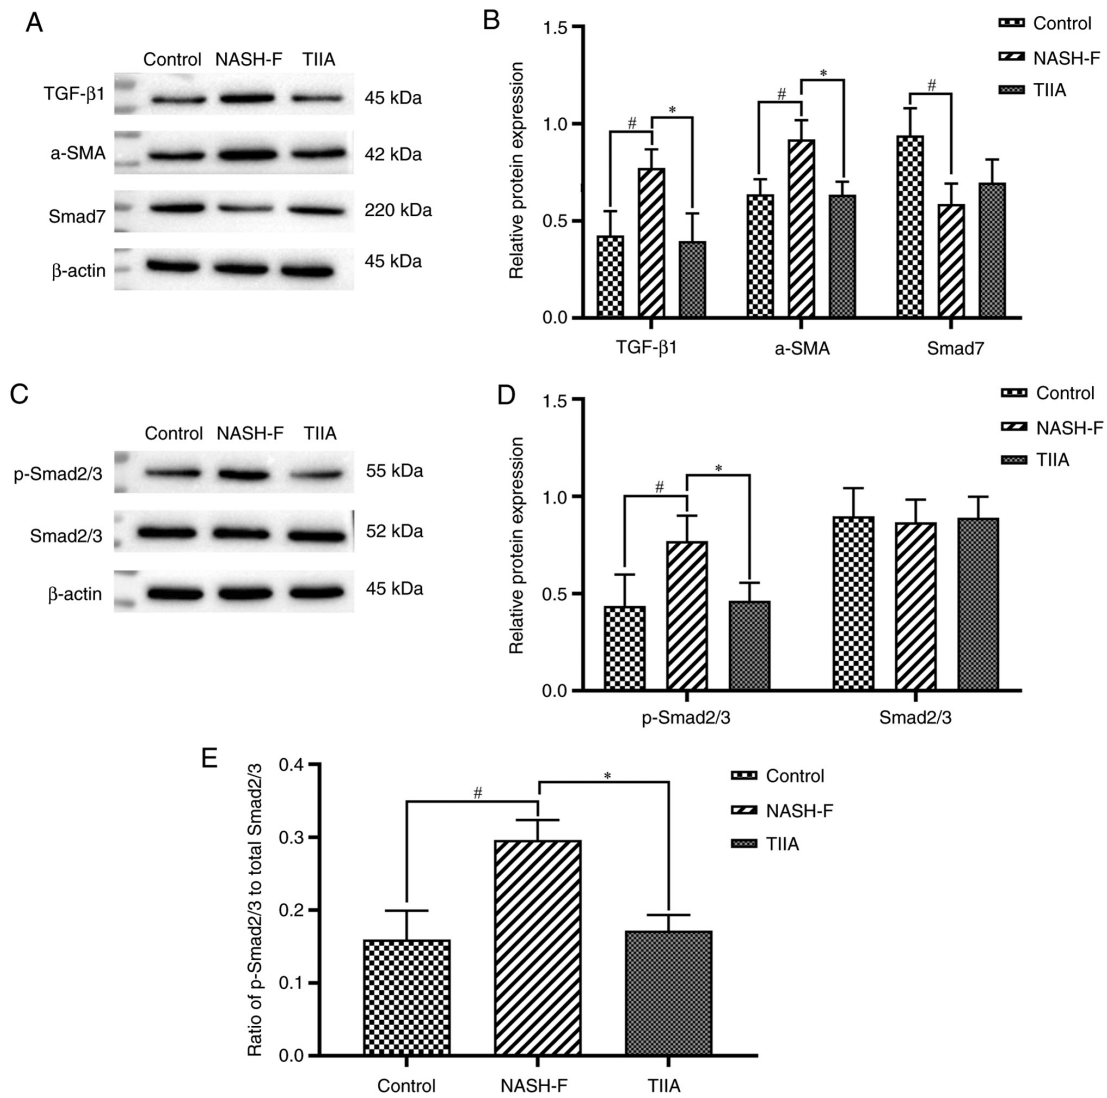 A
Control NASH-F TIIA
TGF-β1 45 kDa
a-SMA 42 kDa
Smad7 220 kDa
β-actin 45 kDa
B
Relative protein expression
1.5
1.0
0.5
0.0
# * # * #
TGF-β1 a-SMA Smad7
Control
NASH-F
TIIA
C
Control NASH-F TIIA
p-Smad2/3 55 kDa
Smad2/3 52 kDa
β-actin 45 kDa
D
Relative protein expression
1.5
1.0
0.5
0.0
# *
p-Smad2/3 Smad2/3
Control
NASH-F
TIIA
E
Ratio of p-Smad2/3 to total Smad2/3
0.4
0.3
0.2
0.1
0.0
# *
Control NASH-F TIIA
Control
NASH-F
TIIA